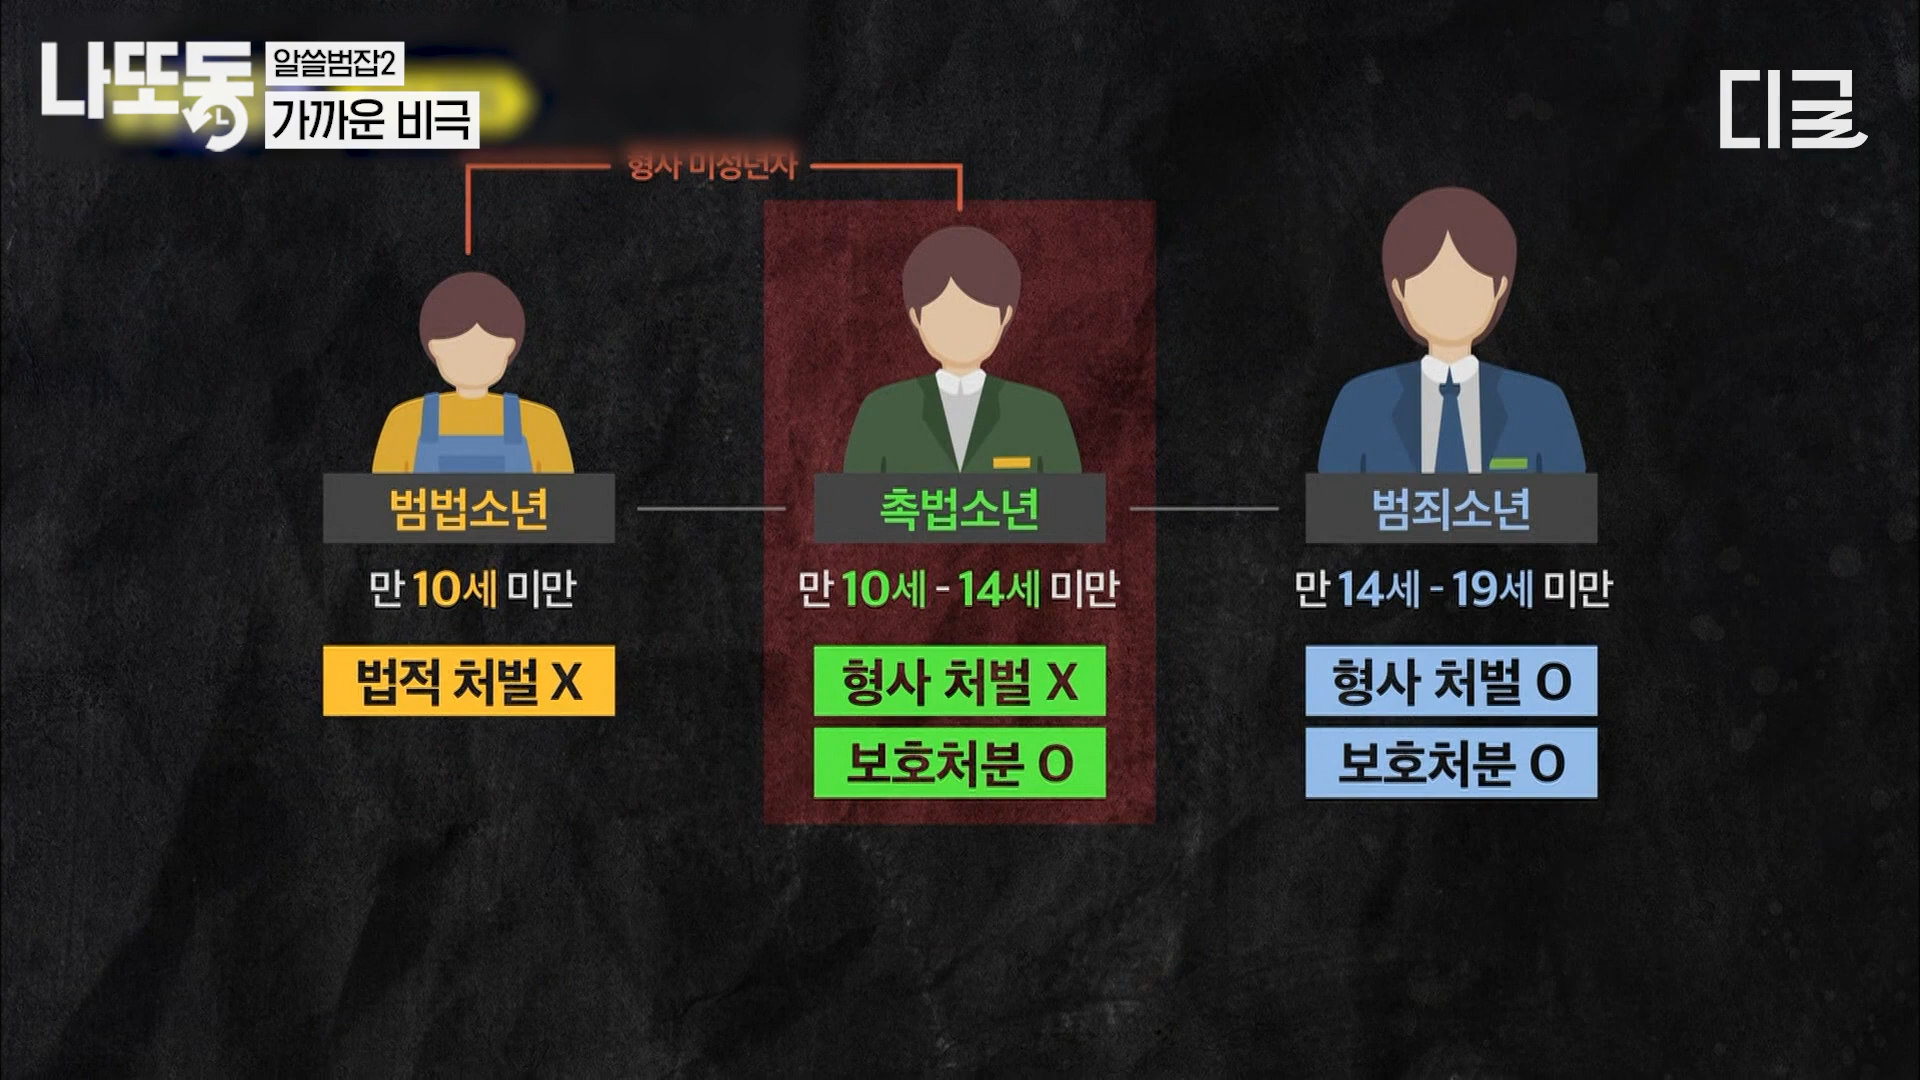 나또동
알쓸범잡2
가까운 비극
디글
형사 미성년자
범법소년
촉법소년
범죄소년
만 10세 미만
만 10세 - 14세 미만
만 14세 - 19세 미만
법적 처벌 X
형사 처벌 X
형사 처벌 O
보호처분 O
보호처분 O